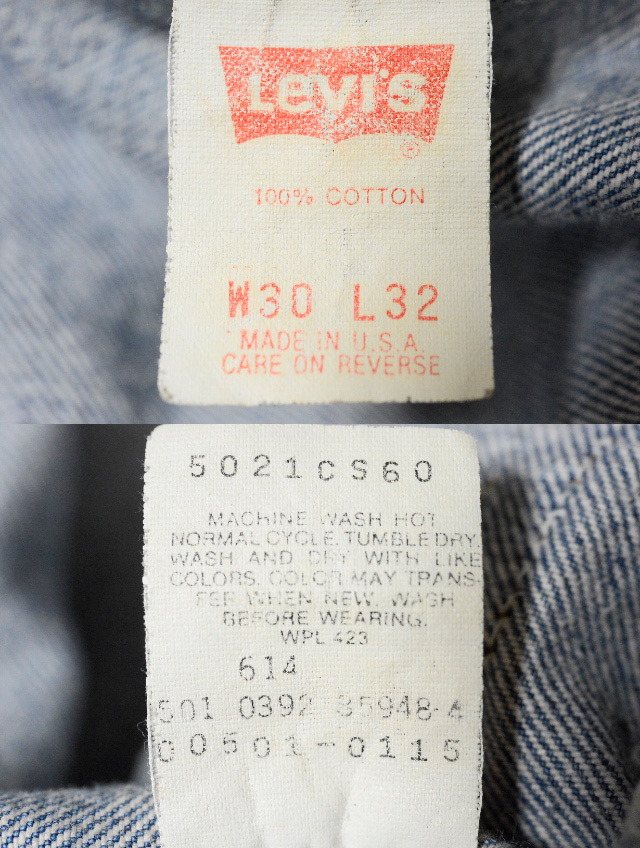 Levi's
®
100% COTTON
W30 L32
MADE IN U.S.A.
CARE ON REVERSE
5021CS60
MACHINE WASH HOT
NORMAL CYCLE. TUMBLE DRY
WASH AND DRY WITH LIKE
COLORS. COLOR MAY TRANS-
FER WHEN NEW. WASH
BEFORE WEARING.
WPL 423
614
501 0392 85948-4
00501-0115